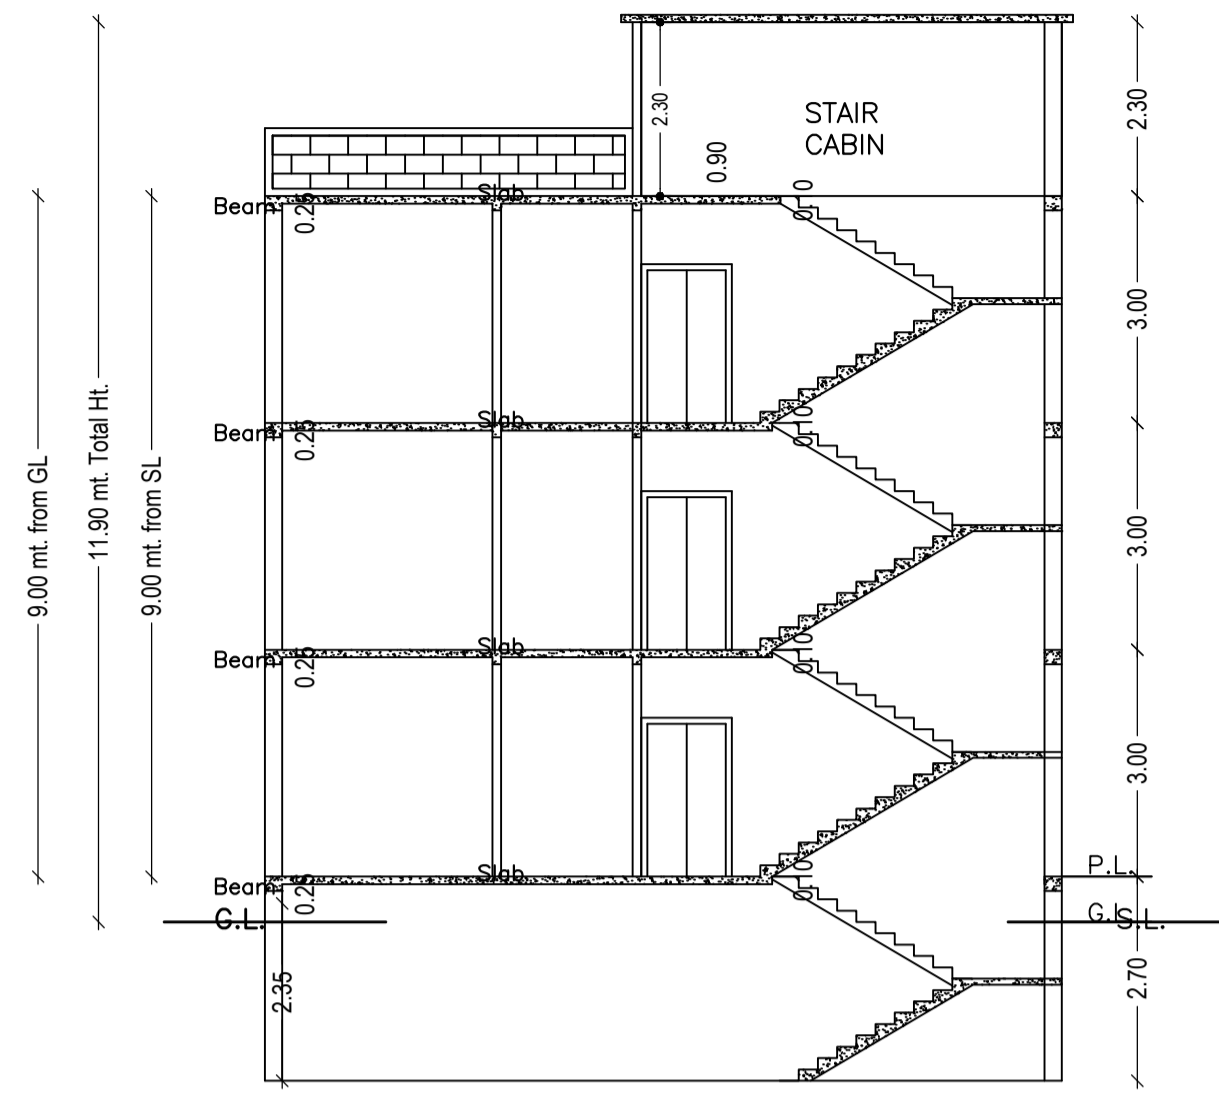 2.30
2.30
STAIR
CABIN
0.90
Slab
Beam
0.25
0.10
9.00 mt. from GL
11.90 mt. Total Ht.
9.00 mt. from SL
3.00
Slab
Beam
0.25
0.10
3.00
Slab
Beam
0.25
0.10
3.00
Slab
Beam
0.25
0.10
P.L.
G.L.
G.L.
S.L.
2.35
2.70